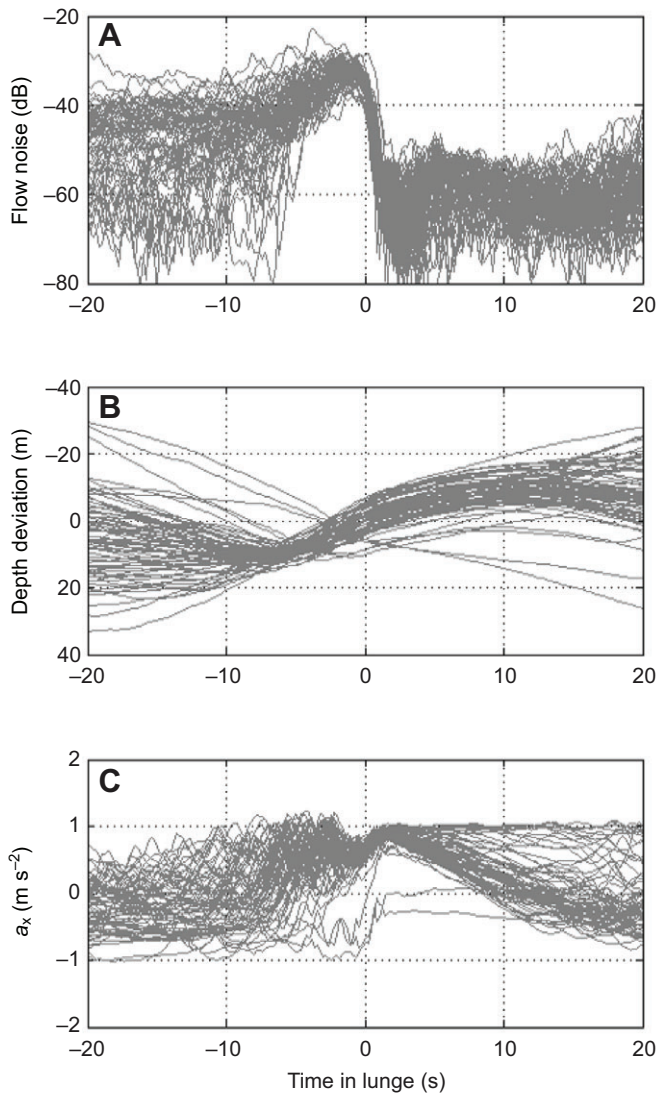 A
Flow noise (dB)
–20
–40
–60
–80
–20 –10 0 10 20
B
Depth deviation (m)
–40
–20
0
20
40
–20 –10 0 10 20
C
ax (m s–2)
2
1
0
–1
–2
–20 –10 0 10 20
Time in lunge (s)